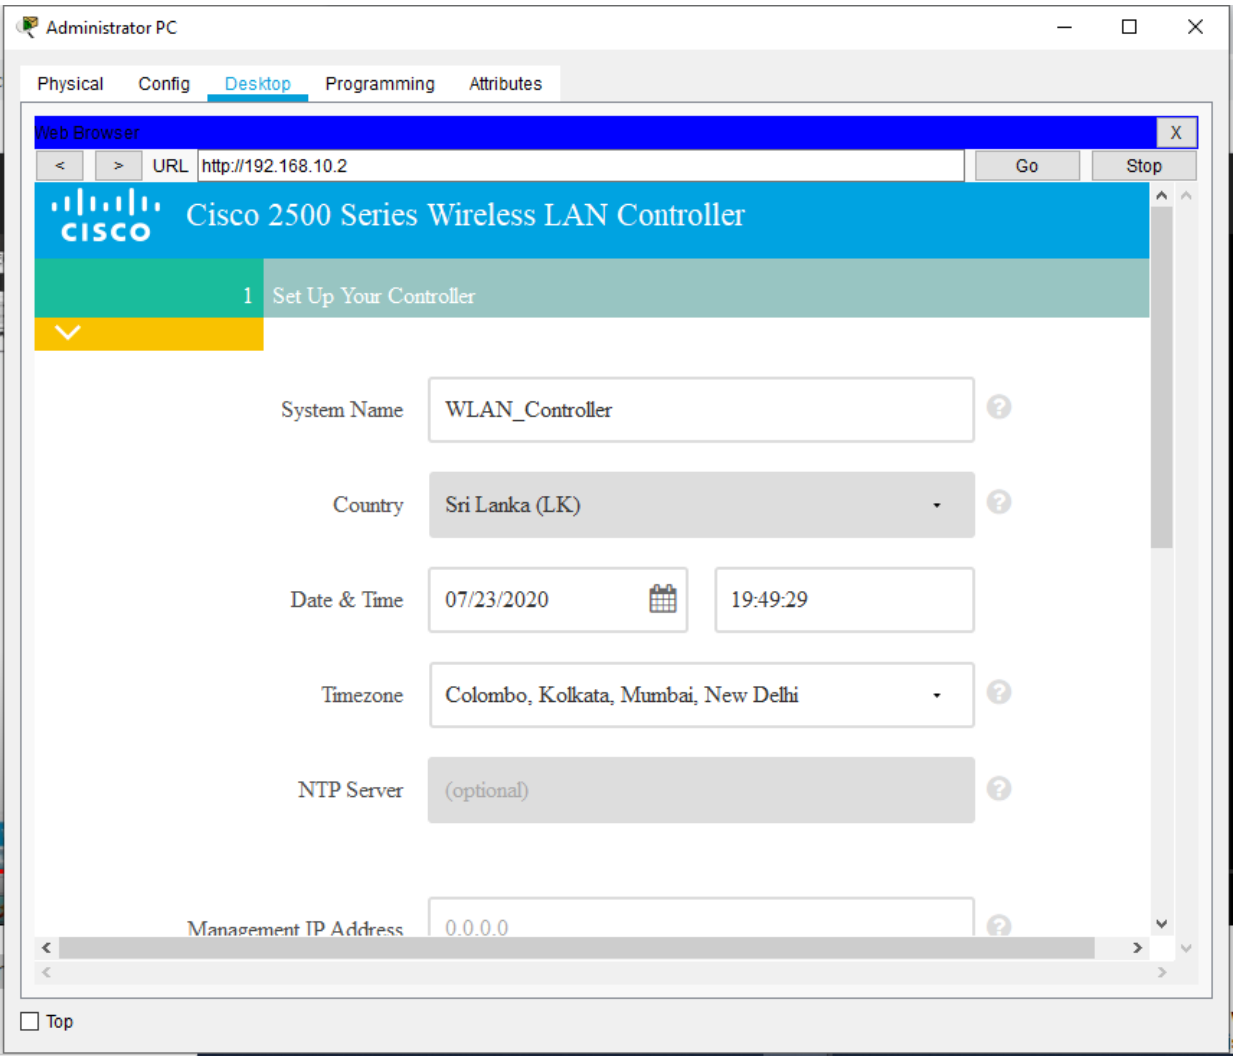 Administrator PC
Physical Config Desktop Programming Attributes
Web Browser X
< > URL http://192.168.10.2 Go Stop
CISCO Cisco 2500 Series Wireless LAN Controller
1 Set Up Your Controller
System Name WLAN_Controller ?
Country Sri Lanka (LK) ?
Date & Time 07/23/2020 19:49:29
Timezone Colombo, Kolkata, Mumbai, New Delhi ?
NTP Server (optional) ?
Management IP Address 0.0.0.0 ?
Top